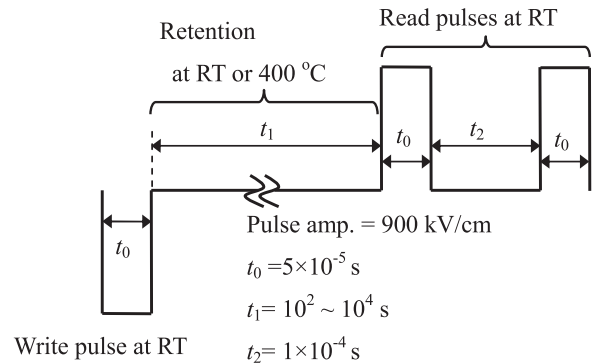 Read pulses at RT
Retention
at RT or 400 °C
t₁
t₀
t₂
t₀
t₀
Pulse amp. = 900 kV/cm
t₀ =5×10⁻⁵ s
t₁= 10² ~ 10⁴ s
t₂= 1×10⁻⁴ s
Write pulse at RT